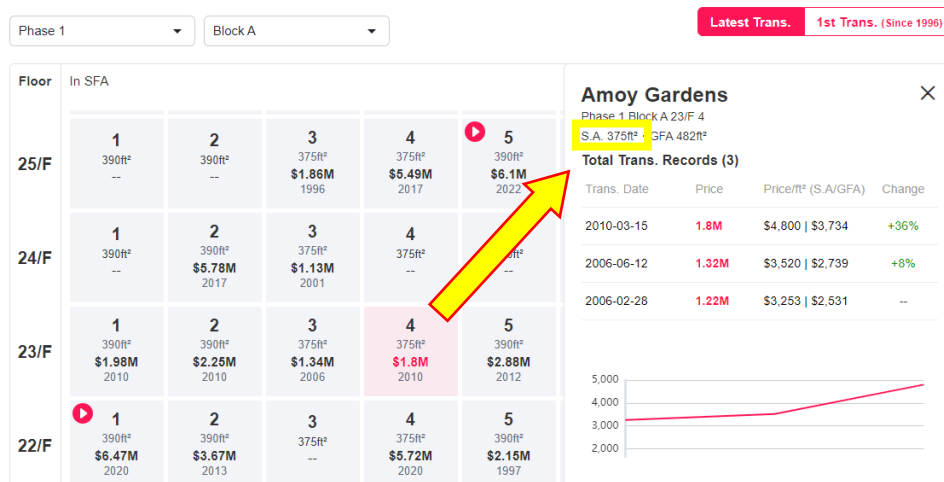 Phase 1
Block A
Latest Trans.
1st Trans. (Since 1996)
Floor
In SFA
25/F
1
390ft²
--
2
390ft²
--
3
375ft²
$1.86M
1996
4
375ft²
$5.49M
2017
5
390ft²
$6.1M
2022
24/F
1
390ft²
--
2
390ft²
$5.78M
2017
3
375ft²
$1.13M
2001
4
375ft²
--
23/F
1
390ft²
$1.98M
2010
2
390ft²
$2.25M
2010
3
375ft²
$1.34M
2006
4
375ft²
$1.8M
2010
5
390ft²
$2.88M
2012
22/F
1
390ft²
$6.47M
2020
2
390ft²
$3.67M
2013
3
375ft²
--
4
375ft²
$5.72M
2020
5
390ft²
$2.15M
1997
Amoy Gardens
Phase 1 Block A 23/F 4
S.A. 375ft² GFA 482ft²
Total Trans. Records (3)
Trans. Date Price Price/ft² (S.A/GFA) Change
2010-03-15 1.8M $4,800 | $3,734 +36%
2006-06-12 1.32M $3,520 | $2,739 +8%
2006-02-28 1.22M $3,253 | $2,531 --
5,000
4,000
3,000
2,000